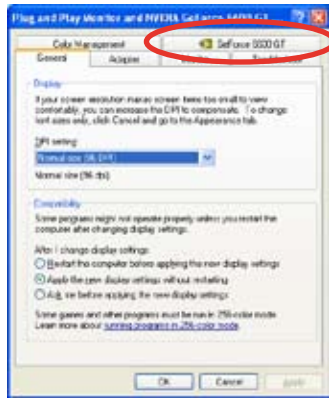 Plug and Play Monitor and NVIDIA GeForce 6600 GT
Color Management
GeForce 6600 GT
General
Adapter
Display
If your screen resolution makes screen items too small to view
comfortably, you can increase the DPI to compensate. To change
font sizes only, click Cancel and go to the Appearance tab.
DPI setting:
Normal size (96 DPI)
Normal size (96 dpi)
Compatibility
Some programs might not operate properly unless you restart the
computer after changing display settings.
After I change display settings:
Restart the computer before applying the new display settings
Apply the new display settings without restarting
Ask me before applying the new display settings
Some games and other programs must be run in 256-color mode.
Learn more about running programs in 256-color mode.
OK
Cancel
Apply